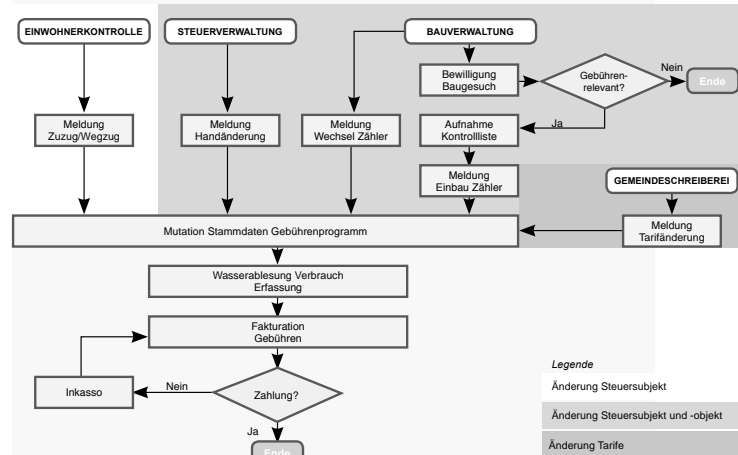 EINWOHNERKONTROLLE
STEUERVERWALTUNG
BAUVERWALTUNG
Bewilligung
Baugesuch
Gebühren-
relevant?
Nein
Ende
Meldung
Zuzug/Wegzug
Meldung
Handänderung
Meldung
Wechsel Zähler
Aufnahme
Kontrollliste
Ja
Meldung
Einbau Zähler
GEMEINDESCHREIBEREI
Meldung
Tarifänderung
Mutation Stammdaten Gebührenprogramm
Wasserablesung Verbrauch
Erfassung
Fakturation
Gebühren
Inkasso
Nein
Zahlung?
Ja
Ende
Legende
Änderung Steuersubjekt
Änderung Steuersubjekt und -objekt
Änderung Tarife